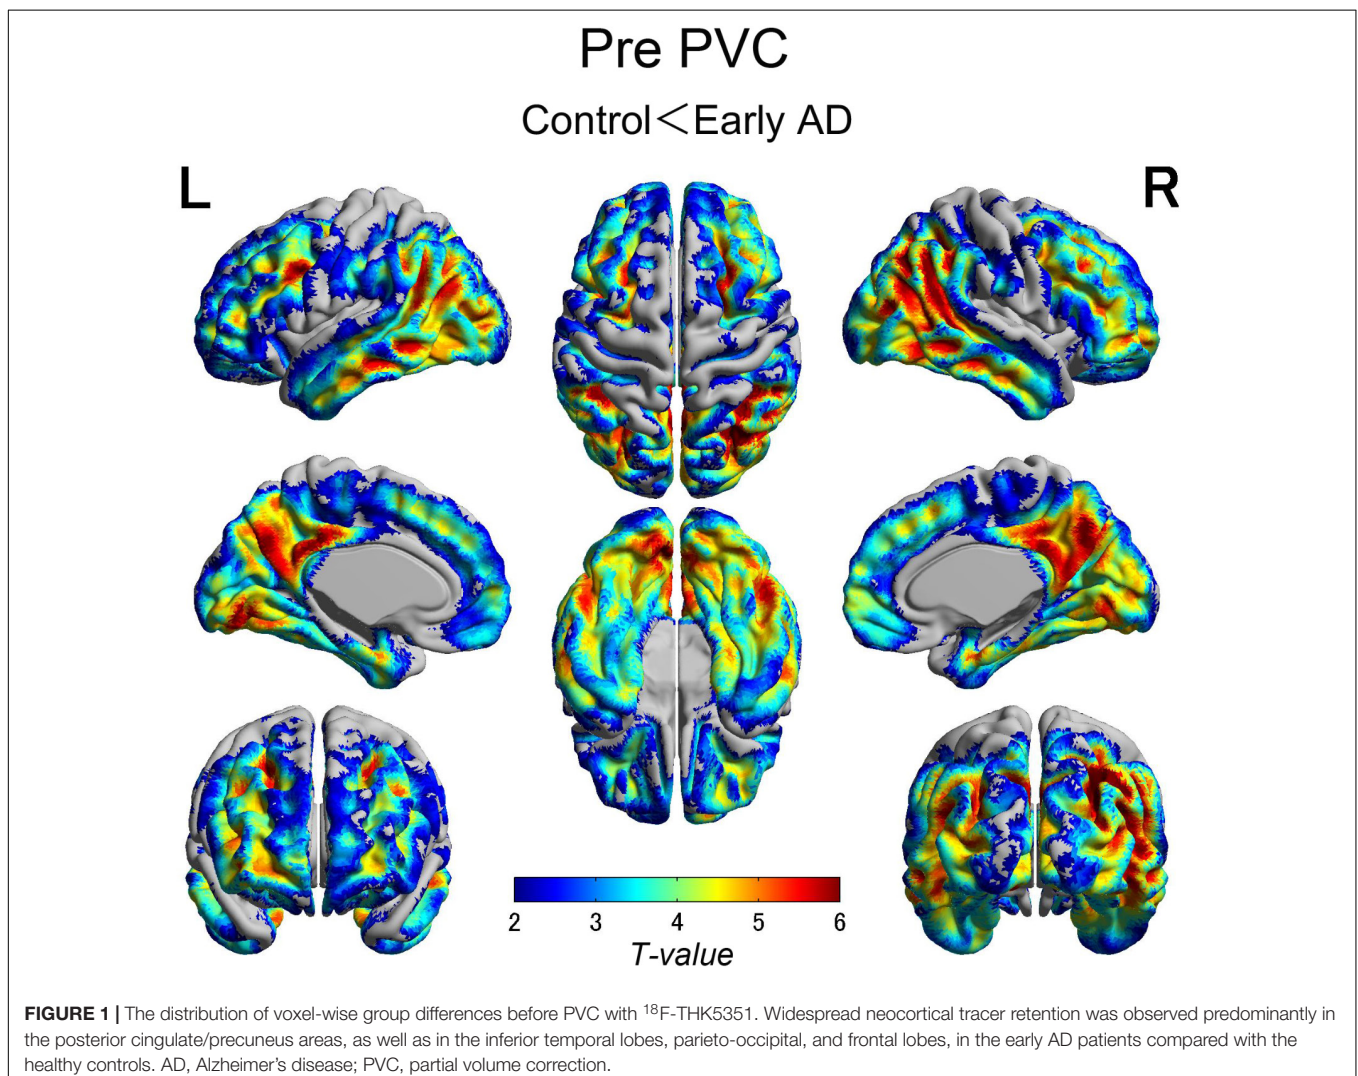 Pre PVC
Control＜Early AD
L
R
2 3 4 5 6
T-value
FIGURE 1 | The distribution of voxel-wise group differences before PVC with ¹⁸F-THK5351. Widespread neocortical tracer retention was observed predominantly in
the posterior cingulate/precuneus areas, as well as in the inferior temporal lobes, parieto-occipital, and frontal lobes, in the early AD patients compared with the
healthy controls. AD, Alzheimer’s disease; PVC, partial volume correction.